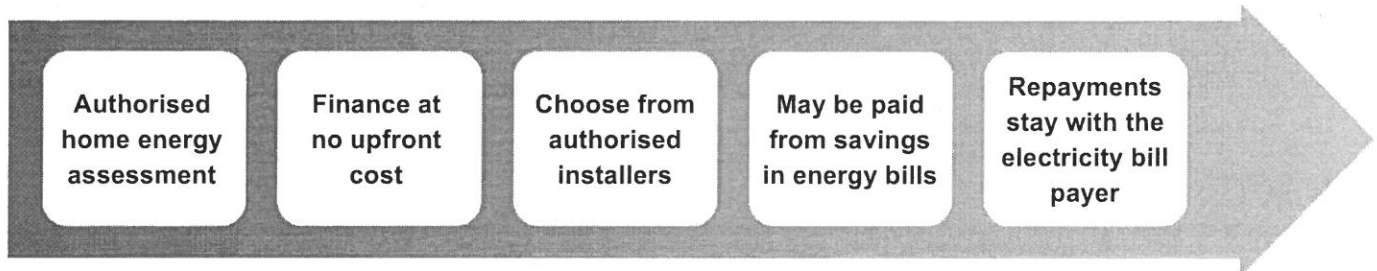 Authorised
home energy
assessment
Finance at
no upfront
cost
Choose from
authorised
installers
May be paid
from savings
in energy bills
Repayments
stay with the
electricity bill
payer